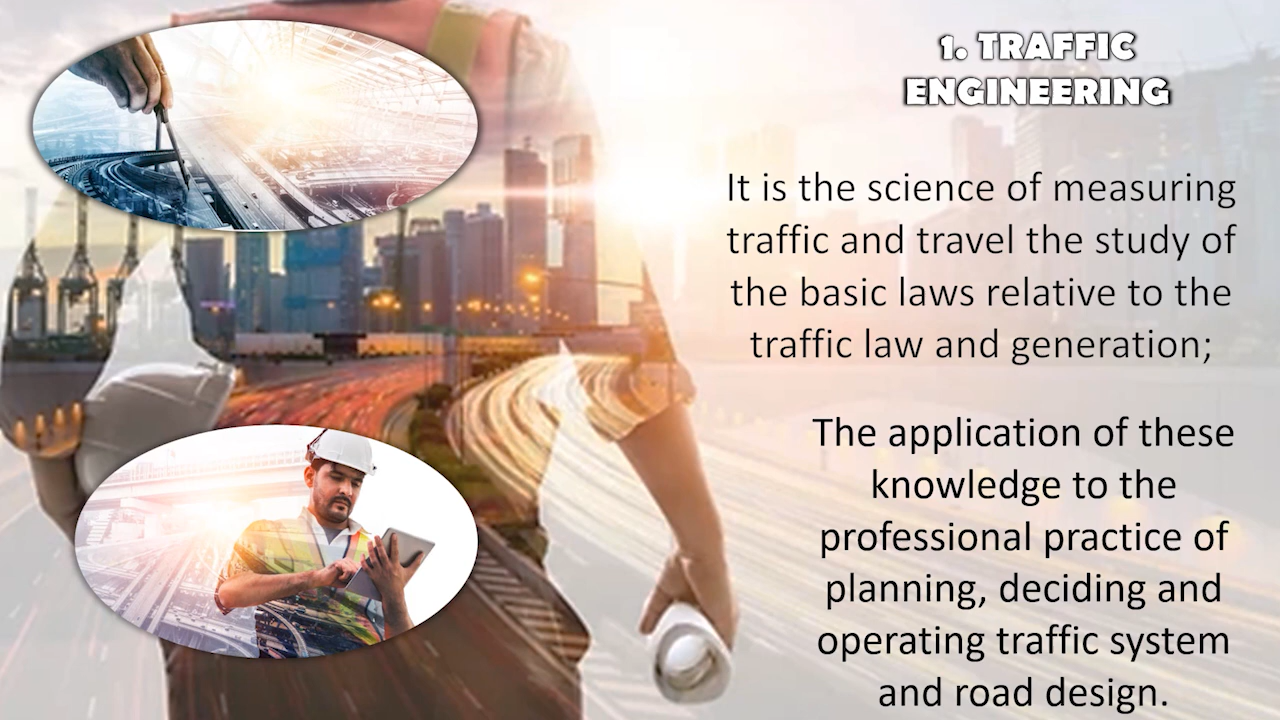 1. TRAFFIC
ENGINEERING
It is the science of measuring
traffic and travel the study of
the basic laws relative to the
traffic law and generation;
The application of these
knowledge to the
professional practice of
planning, deciding and
operating traffic system
and road design.